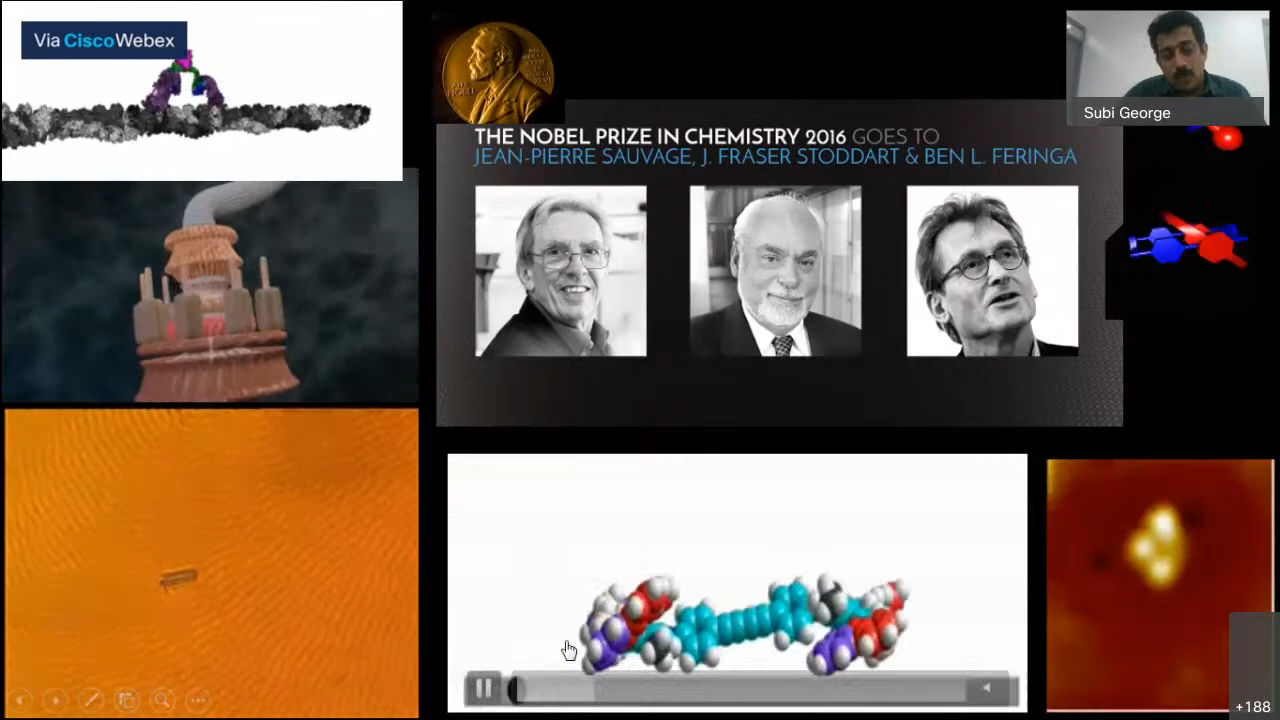 Via CiscoWebex
THE NOBEL PRIZE IN CHEMISTRY 2016 GOES TO
JEAN-PIERRE SAUVAGE, J. FRASER STODDART & BEN L. FERINGA
Subi George
+188